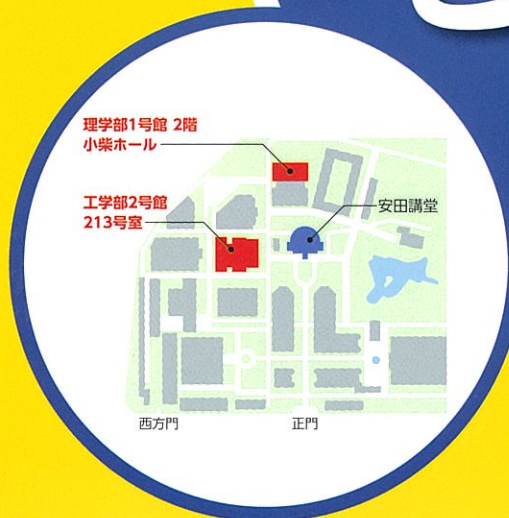 理学部1号館 2階
小柴ホール
工学部2号館
213号室
安田講堂
西方門
正門